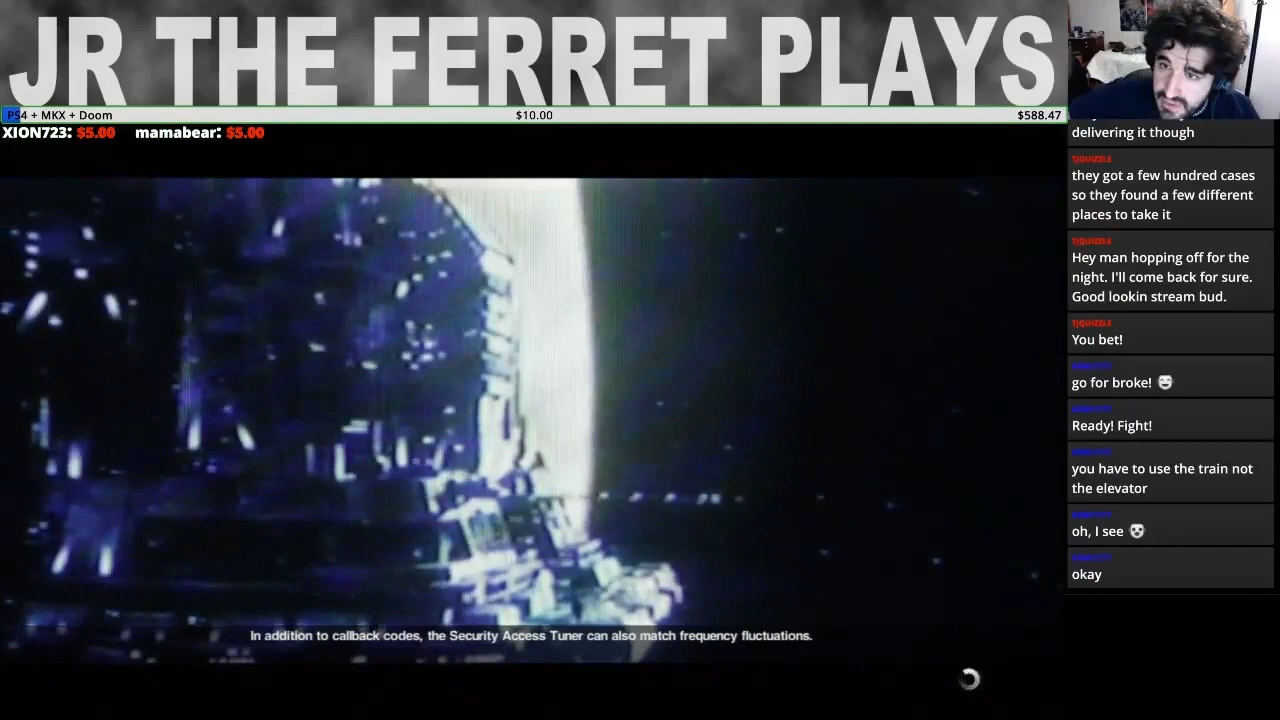 JR THE FERRET PLAYS
PS4 + MKX + Doom
$10.00
$588.47
XION723: $5.00 mamabear: $5.00
delivering it though
TJQUIZZLE
they got a few hundred cases
so they found a few different
places to take it
TJQUIZZLE
Hey man hopping off for the
night. I'll come back for sure.
Good lookin stream bud.
TJQUIZZLE
You bet!
go for broke!
Ready! Fight!
you have to use the train not
the elevator
oh, I see
okay
In addition to callback codes, the Security Access Tuner can also match frequency fluctuations.